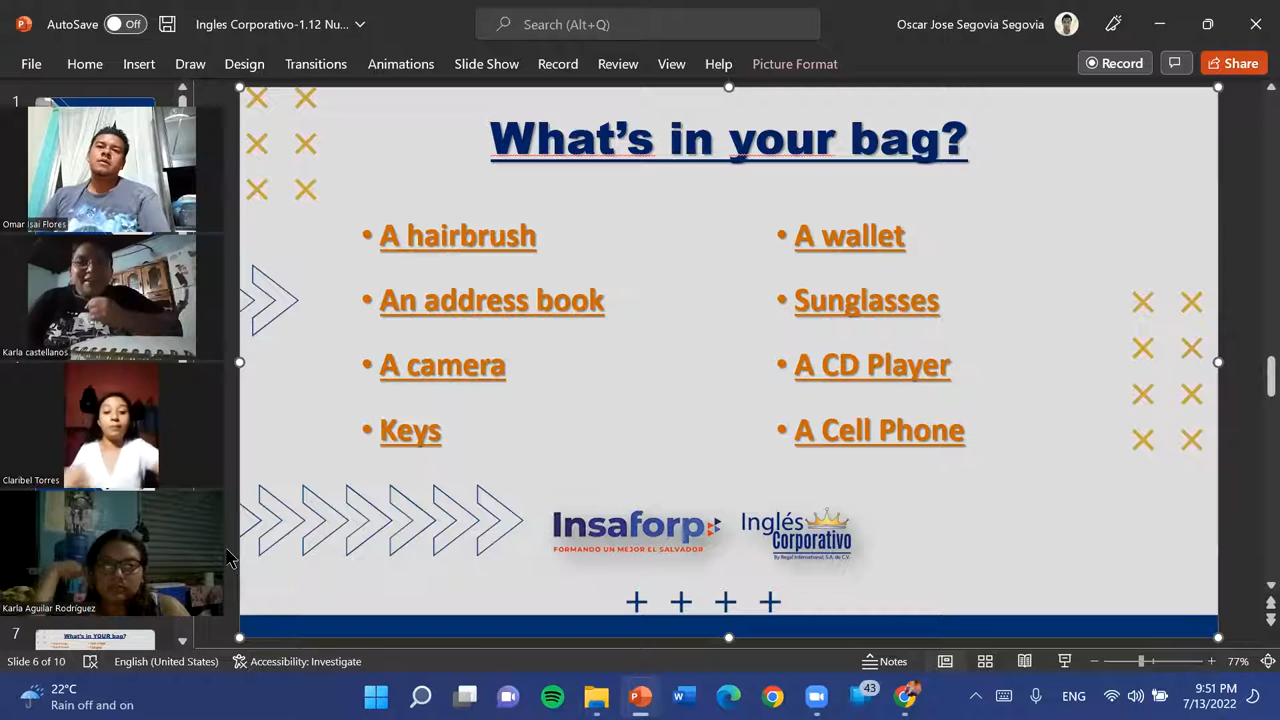 AutoSave
Off
Ingles Corporativo-1.12 Nu...
Search (Alt+Q)
Oscar Jose Segovia Segovia
File
Home
Insert
Draw
Design
Transitions
Animations
Slide Show
Record
Review
View
Help
Picture Format
Record
Share
1
Omar Isai Flores
Karla castellanos
Claribel Torres
Karla Aguilar Rodríguez
7
What's in YOUR bag?
What's in your bag?
• A hairbrush
• An address book
• A camera
• Keys
• A wallet
• Sunglasses
• A CD Player
• A Cell Phone
Insaforp
FORMANDO UN MEJOR EL SALVADOR
Inglés
Corporativo
By Regal International, S.A. de C.V.
Slide 6 of 10
English (United States)
Accessibility: Investigate
Notes
77%
22°C
Rain off and on
43
ENG
9:51 PM
7/13/2022